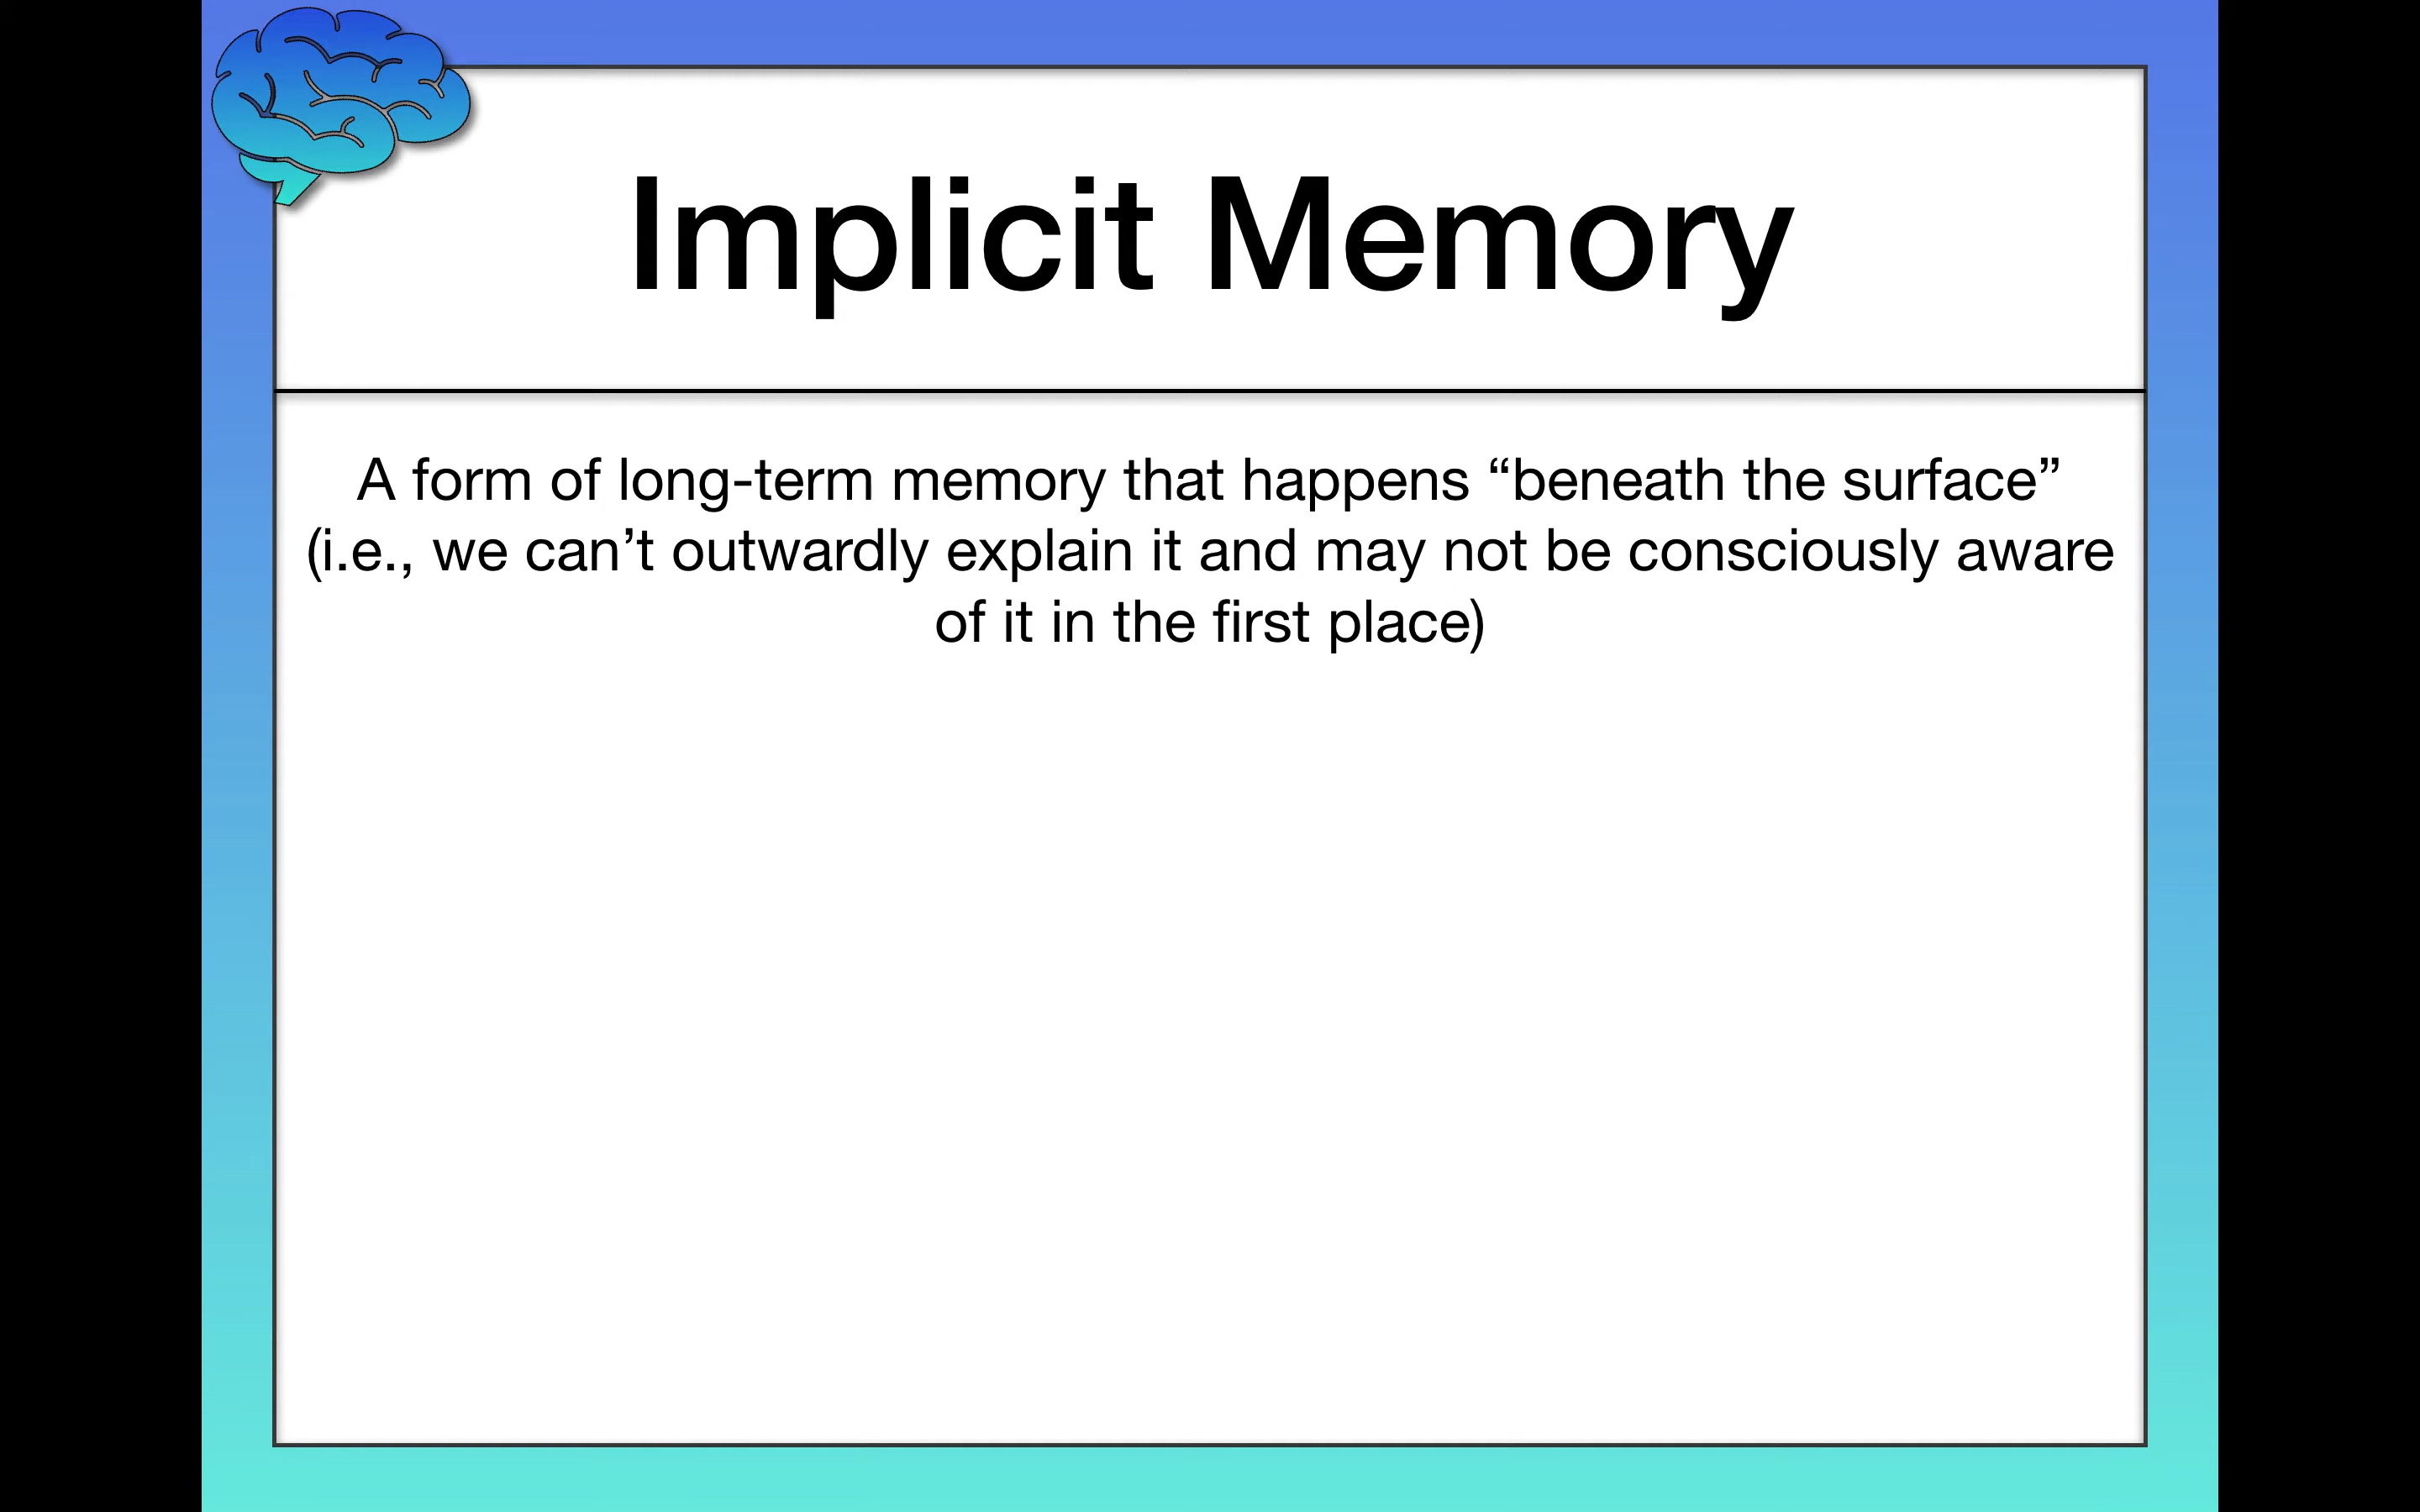 Implicit Memory
A form of long-term memory that happens “beneath the surface”
(i.e., we can’t outwardly explain it and may not be consciously aware
of it in the first place)